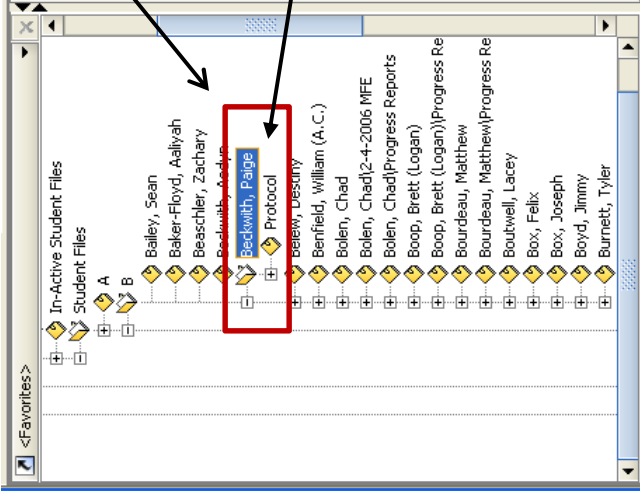 <Favorites>
In-Active Student Files
Student Files
A
B
Bailey, Sean
Baker-Floyd, Aaliyah
Beaschler, Zachary
Beckwith, Aedyn
Beckwith, Paige
Protocol
Belew, Destiny
Benfield, William (A.C.)
Bolen, Chad
Bolen, Chad\2-4-2006 MFE
Bolen, Chad\Progress Reports
Boop, Brett (Logan)
Boop, Brett (Logan)\Progress Re
Bourdeau, Matthew
Bourdeau, Matthew\Progress Re
Boutwell, Lacey
Box, Felix
Box, Joseph
Boyd, Jimmy
Burnett, Tyler